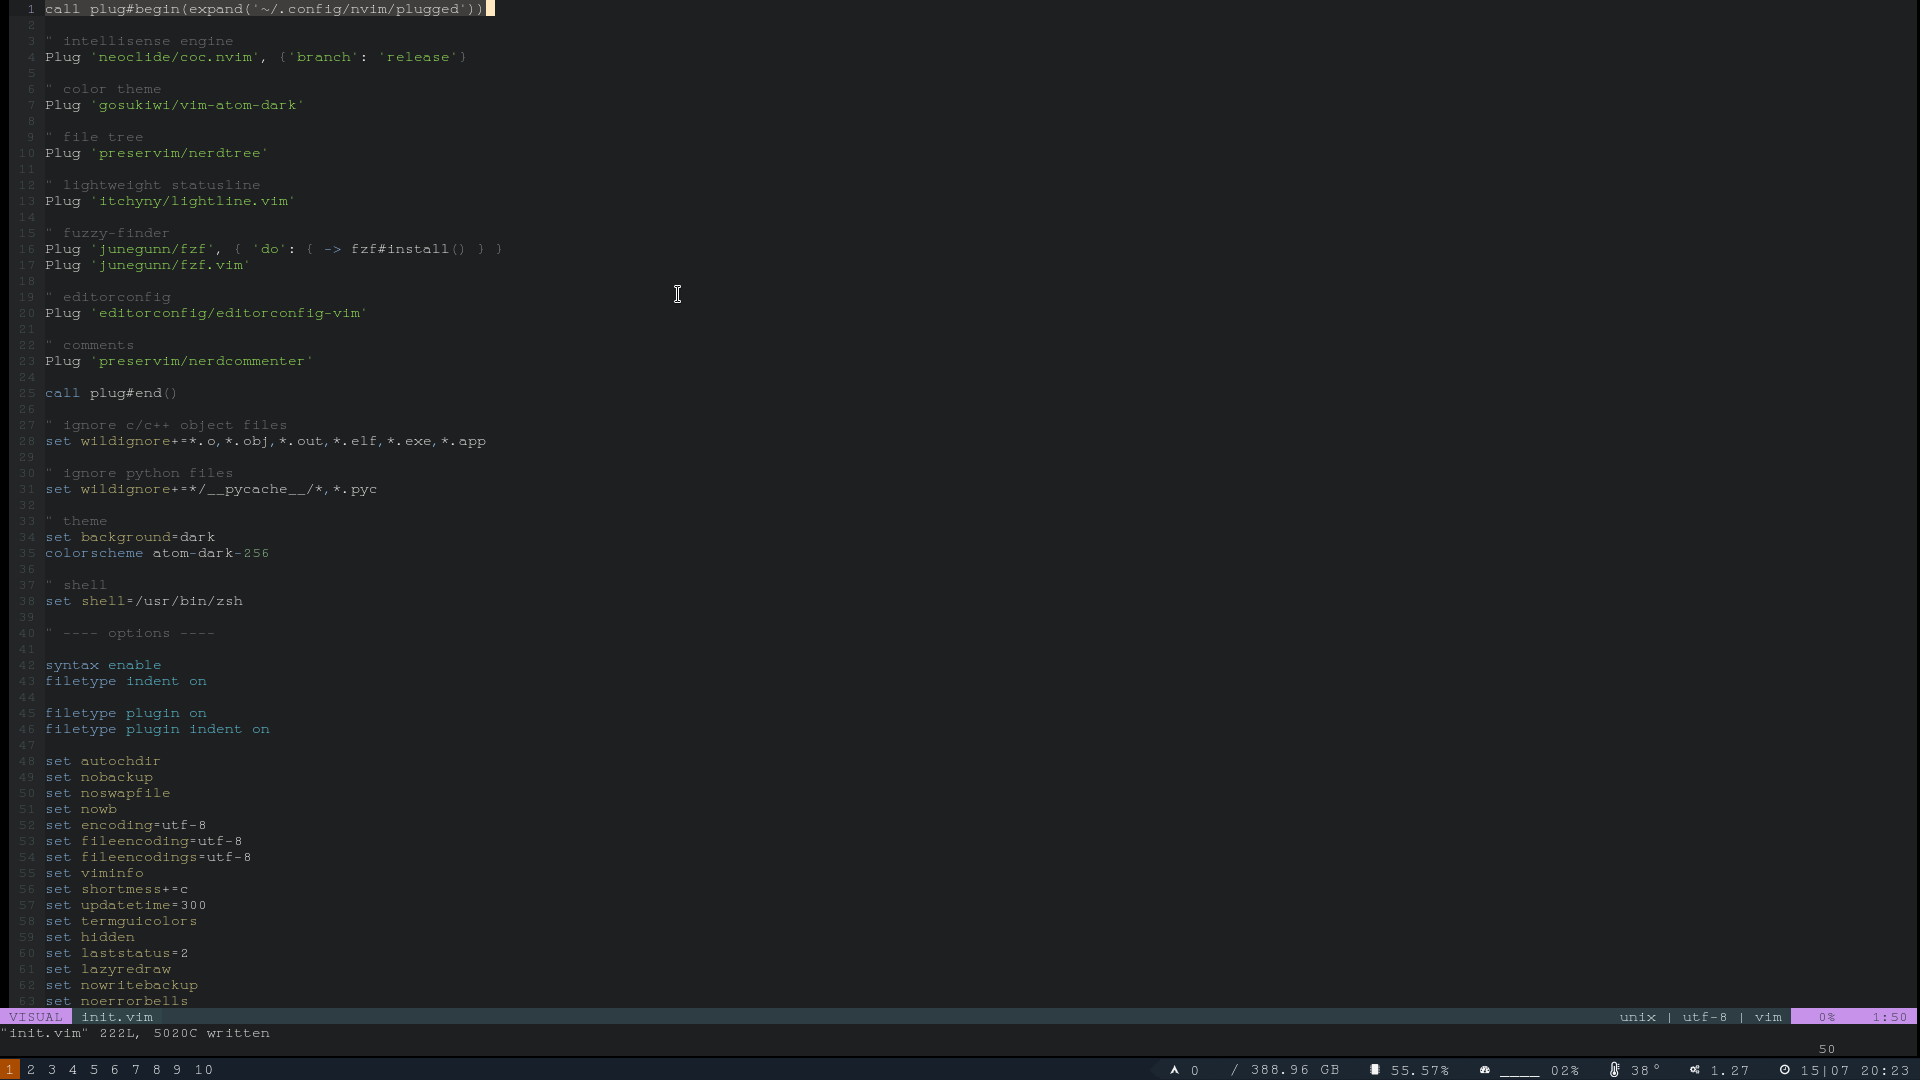 1 call plug#begin(expand('~/.config/nvim/plugged'))
2
3 " intellisense engine
4 Plug 'neoclide/coc.nvim', {'branch': 'release'}
5
6 " color theme
7 Plug 'gosukiwi/vim-atom-dark'
8
9 " file tree
10 Plug 'preservim/nerdtree'
11
12 " lightweight statusline
13 Plug 'itchyny/lightline.vim'
14
15 " fuzzy-finder
16 Plug 'junegunn/fzf', { 'do': { -> fzf#install() } }
17 Plug 'junegunn/fzf.vim'
18
19 " editorconfig
20 Plug 'editorconfig/editorconfig-vim'
21
22 " comments
23 Plug 'preservim/nerdcommenter'
24
25 call plug#end()
26
27 " ignore c/c++ object files
28 set wildignore+=*.o,*.obj,*.out,*.elf,*.exe,*.app
29
30 " ignore python files
31 set wildignore+=*/__pycache__/*,*.pyc
32
33 " theme
34 set background=dark
35 colorscheme atom-dark-256
36
37 " shell
38 set shell=/usr/bin/zsh
39
40 " ---- options ----
41
42 syntax enable
43 filetype indent on
44
45 filetype plugin on
46 filetype plugin indent on
47
48 set autochdir
49 set nobackup
50 set noswapfile
51 set nowb
52 set encoding=utf-8
53 set fileencoding=utf-8
54 set fileencodings=utf-8
55 set viminfo
56 set shortmess+=c
57 set updatetime=300
58 set termguicolors
59 set hidden
60 set laststatus=2
61 set lazyredraw
62 set nowritebackup
63 set noerrorbells
VISUAL init.vim unix | utf-8 | vim 0% 1:50
"init.vim" 222L, 5020C written
50
1 2 3 4 5 6 7 8 9 10 0 / 388.96 GB 55.57% ____ 02% 38° 1.27 15|07 20:23